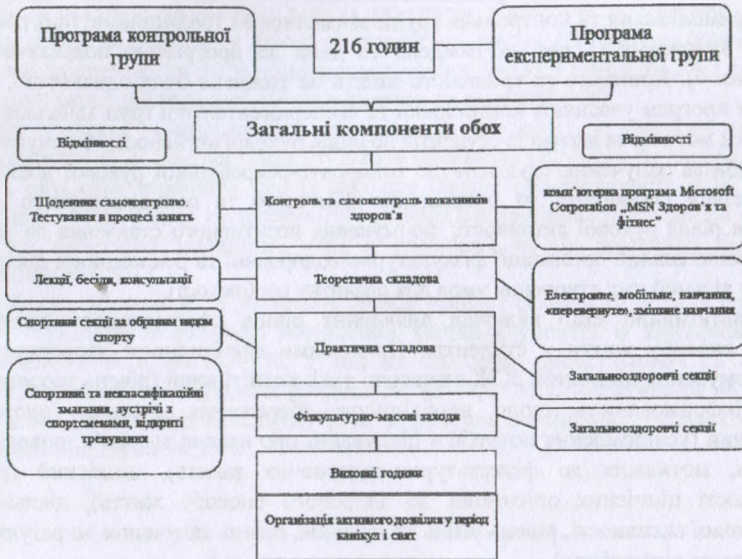 Програма контрольної
групи
216 годин
Програма
експериментальної групи
Загальні компоненти обох
Відмінності
Відмінності
Щоденник самоконтролю.
Тестування в процесі занять
Контроль та самоконтроль показників
здоров'я
комп'ютерна програма Microsoft
Corporation „MSN Здоров'я та
фітнес"
Лекції, бесіди, консультації
Теоретична складова
Електронне, мобільне, навчання,
«перевернуте», змішане навчання
Спортивні секції за обраним видом
спорту
Практична складова
Загальнооздоровчі секції
Спортивні та некласифікаційні
змагання, зустрічі з
спортсменами, відкриті
тренування
Фізкультурні заходи
Загальнооздоровчі секції
Виховні години
Організація активного дозвілля у період
канікул і свят